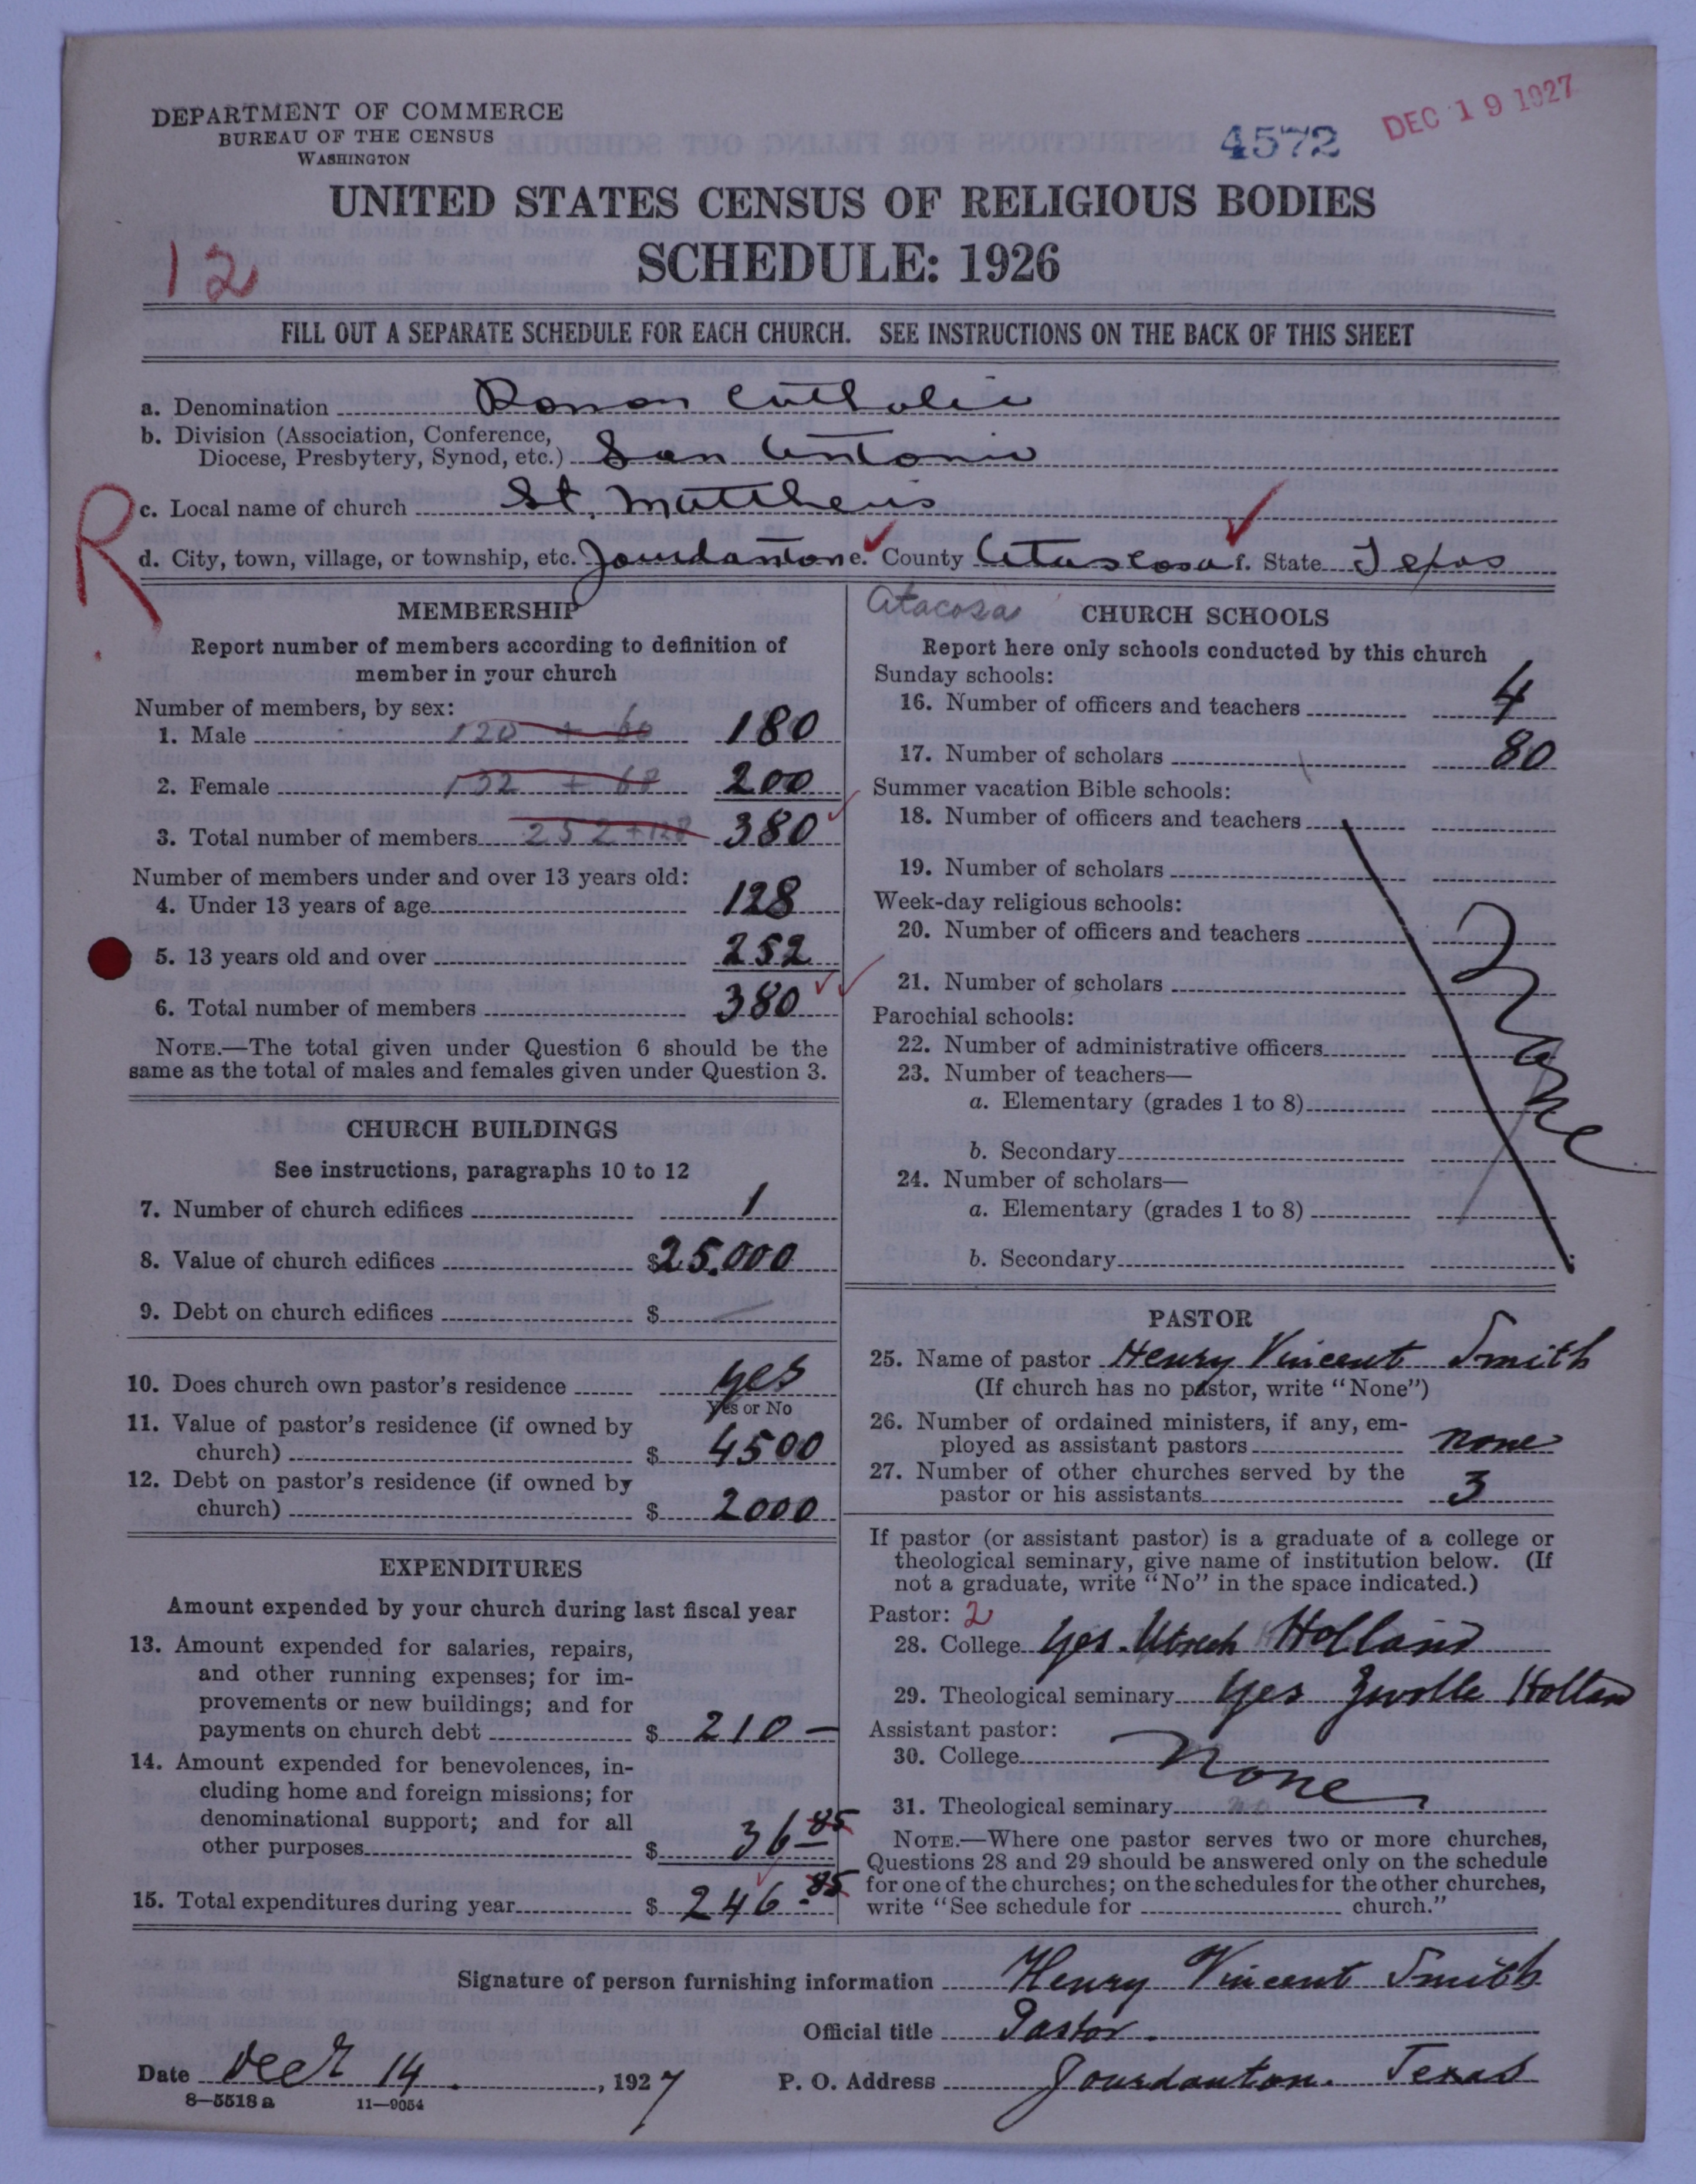 DEPARTMENT OF COMMERCE
BUREAU OF THE CENSUS
WASHINGTON
4572
DEC 19 1927
UNITED STATES CENSUS OF RELIGIOUS BODIES
SCHEDULE: 1926
12
FILL OUT A SEPARATE SCHEDULE FOR EACH CHURCH. SEE INSTRUCTIONS ON THE BACK OF THIS SHEET
a. Denomination Roman Catholic
b. Division (Association, Conference,
Diocese, Presbytery, Synod, etc.) San Antonio
R
c. Local name of church St. Matthews
d. City, town, village, or township, etc. Jourdanton e. County Atascosa f. State Texas
MEMBERSHIP
Report number of members according to definition of
member in your church
Number of members, by sex:
1. Male 120 + 60 180
2. Female 132 + 68 200
3. Total number of members 252 + 128 380
Number of members under and over 13 years old:
4. Under 13 years of age 128
5. 13 years old and over 252
6. Total number of members 380
NOTE.—The total given under Question 6 should be the
same as the total of males and females given under Question 3.
CHURCH BUILDINGS
See instructions, paragraphs 10 to 12
7. Number of church edifices 1
8. Value of church edifices $25.000
9. Debt on church edifices $ —
10. Does church own pastor's residence yes
Yes or No
11. Value of pastor's residence (if owned by
church) $ 4500
12. Debt on pastor's residence (if owned by
church) $ 2000
EXPENDITURES
Amount expended by your church during last fiscal year
13. Amount expended for salaries, repairs,
and other running expenses; for im-
provements or new buildings; and for
payments on church debt $ 210 —
14. Amount expended for benevolences, in-
cluding home and foreign missions; for
denominational support; and for all
other purposes $ 36 85
15. Total expenditures during year $ 246.85
Atacosa
CHURCH SCHOOLS
Report here only schools conducted by this church
Sunday schools:
16. Number of officers and teachers 4
17. Number of scholars 80
Summer vacation Bible schools:
18. Number of officers and teachers
19. Number of scholars
Week-day religious schools:
20. Number of officers and teachers
21. Number of scholars
None
Parochial schools:
22. Number of administrative officers
23. Number of teachers—
a. Elementary (grades 1 to 8)
b. Secondary
24. Number of scholars—
a. Elementary (grades 1 to 8)
b. Secondary
PASTOR
25. Name of pastor Henry Vincent Smith
(If church has no pastor, write "None")
26. Number of ordained ministers, if any, em-
ployed as assistant pastors none
27. Number of other churches served by the
pastor or his assistants 3
If pastor (or assistant pastor) is a graduate of a college or
theological seminary, give name of institution below. (If
not a graduate, write "No" in the space indicated.)
Pastor: 2
28. College yes. Utrech Holland
29. Theological seminary yes Zwolle Hollan
Assistant pastor:
30. College None
31. Theological seminary no
NOTE.—Where one pastor serves two or more churches,
Questions 28 and 29 should be answered only on the schedule
for one of the churches; on the schedules for the other churches,
write "See schedule for church."
Signature of person furnishing information Henry Vincent Smith
Official title Pastor.
Date Dec 14. , 1927
P. O. Address Jourdanton. Texas
8—5518a 11—9054